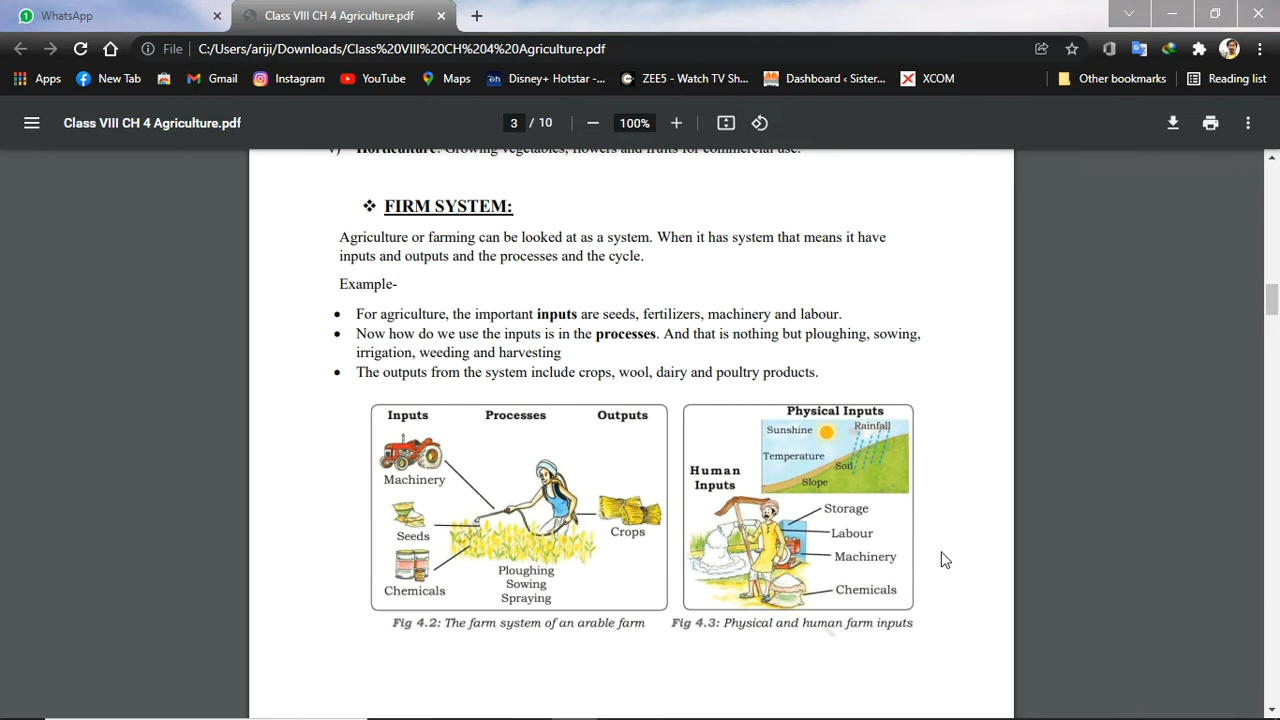 1
WhatsApp
Class VIII CH 4 Agriculture.pdf
File
C:/Users/ariji/Downloads/Class%20VIII%20CH%204%20Agriculture.pdf
Apps
New Tab
Gmail
Instagram
YouTube
Maps
Disney+ Hotstar -...
ZEE5 - Watch TV Sh...
Dashboard ‹ Sister...
XCOM
Other bookmarks
Reading list
Class VIII CH 4 Agriculture.pdf
3 / 10
100%
v) Horticulture: Growing vegetables, flowers and fruits for commercial use.
❖ FIRM SYSTEM:
Agriculture or farming can be looked at as a system. When it has system that means it have
inputs and outputs and the processes and the cycle.
Example-
• For agriculture, the important inputs are seeds, fertilizers, machinery and labour.
• Now how do we use the inputs is in the processes. And that is nothing but ploughing, sowing,
irrigation, weeding and harvesting
• The outputs from the system include crops, wool, dairy and poultry products.
Inputs Processes Outputs
Machinery
Seeds
Chemicals
Ploughing
Sowing
Spraying
Crops
Fig 4.2: The farm system of an arable farm
Physical Inputs
Sunshine
Rainfall
Temperature
Soil
Slope
Human
Inputs
Storage
Labour
Machinery
Chemicals
Fig 4.3: Physical and human farm inputs